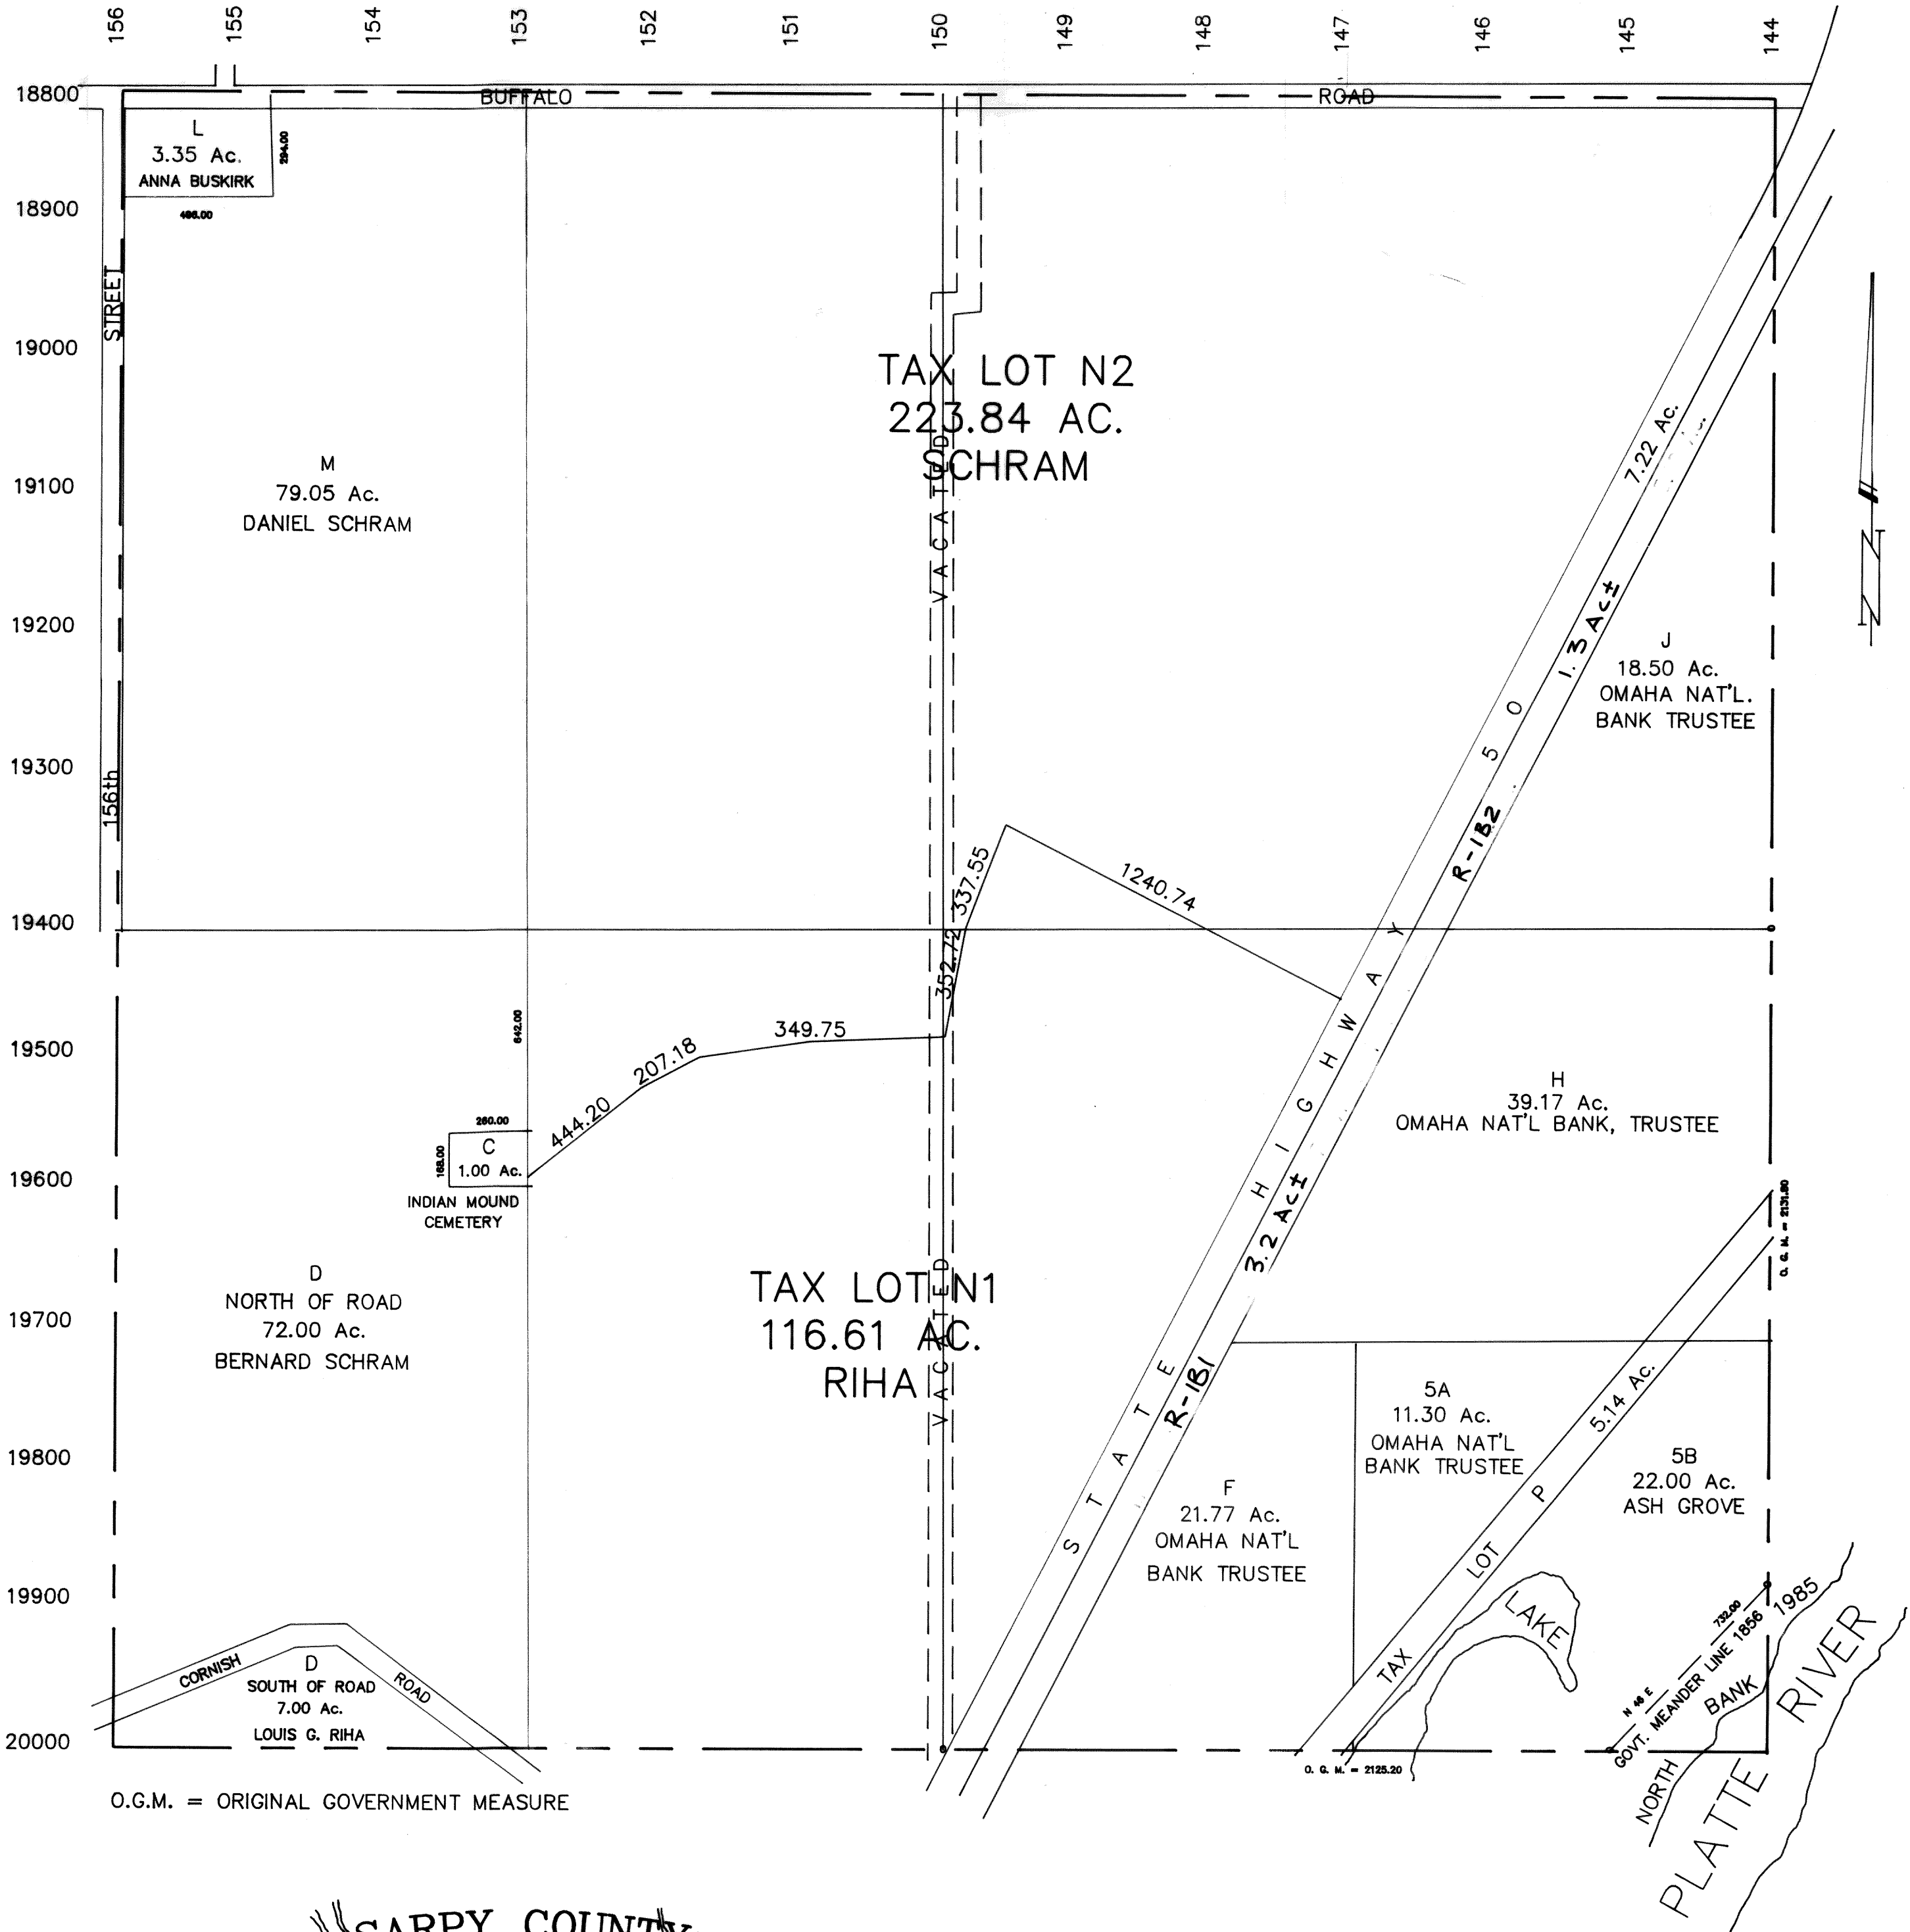 156
155
154
153
152
151
150
149
148
147
146
145
144
18800
18900
19000
19100
19200
19300
19400
19500
19600
19700
19800
19900
20000
BUFFALO ROAD
L
3.35 Ac.
ANNA BUSKIRK
294.00
486.00
156th STREET
TAX LOT N2
223.84 AC.
SCHRAM
VACATED
M
79.05 Ac.
DANIEL SCHRAM
7.22 Ac.
1.3 Ac±
R-1B2
J
18.50 Ac.
OMAHA NAT'L.
BANK TRUSTEE
N
337.55
1240.74
352.72
349.75
207.18
444.20
642.00
260.00
168.00
C
1.00 Ac.
INDIAN MOUND
CEMETERY
STATE HIGHWAY 50
H
39.17 Ac.
OMAHA NAT'L BANK, TRUSTEE
3.2 Ac±
R-1B1
O. G. M. = 2131.80
D
NORTH OF ROAD
72.00 Ac.
BERNARD SCHRAM
TAX LOT N1
116.61 AC.
RIHA
VACATED
5A
11.30 Ac.
OMAHA NAT'L
BANK TRUSTEE
5.14 Ac.
TAX LOT P
5B
22.00 Ac.
ASH GROVE
F
21.77 Ac.
OMAHA NAT'L
BANK TRUSTEE
LAKE
732.00
N 46 E
GOVT. MEANDER LINE 1856
NORTH BANK 1985
PLATTE RIVER
CORNISH ROAD
D
SOUTH OF ROAD
7.00 Ac.
LOUIS G. RIHA
O. G. M. = 2125.20
O.G.M. = ORIGINAL GOVERNMENT MEASURE
SARPY COUNTY